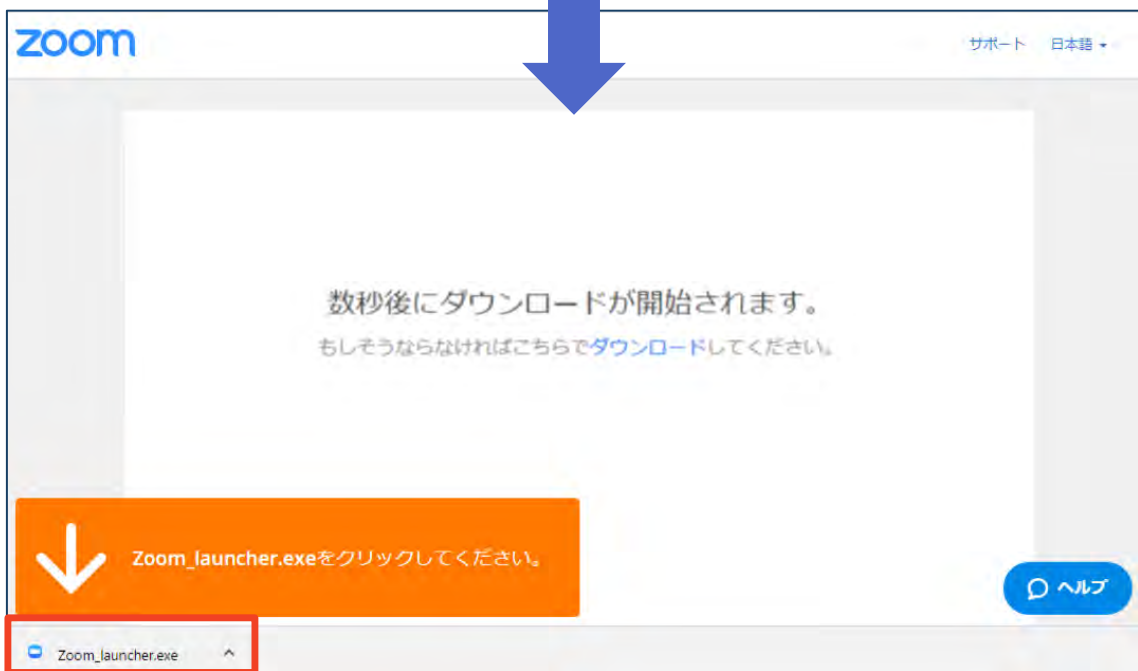 zoom
サポート 日本語
数秒後にダウンロードが開始されます。
もしそうならなければこちらでダウンロードしてください。
Zoom_launcher.exeをクリックしてください。
ヘルプ
Zoom_launcher.exe